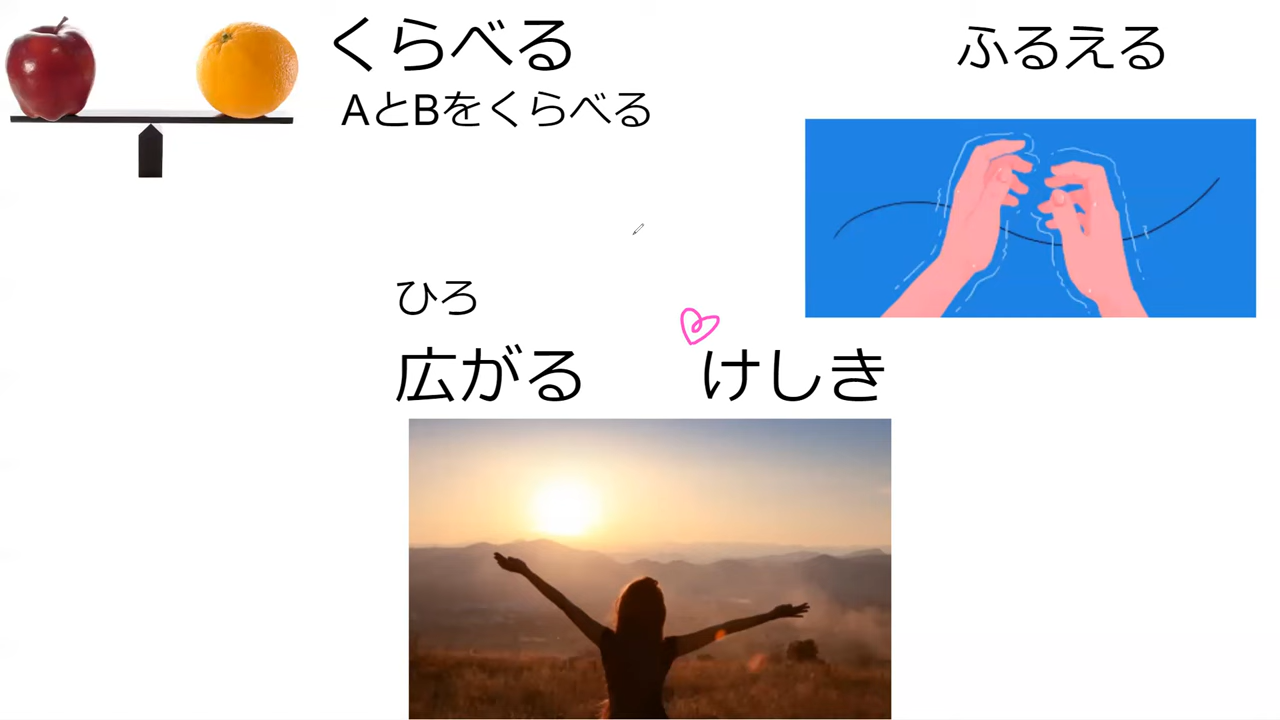 くらべる
AとBをくらべる
ふるえる
ひろ
広がる
けしき